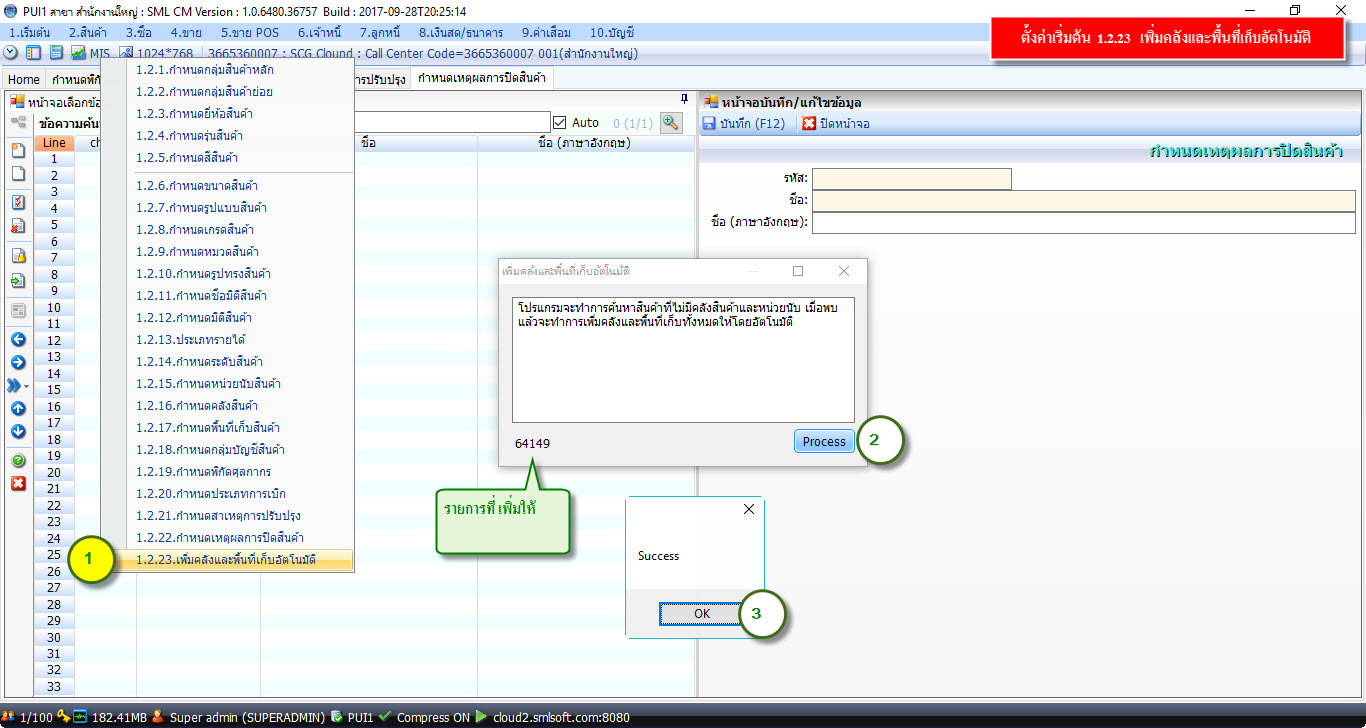 PUI1 สาขา สำนักงานใหญ่ : SML CM Version : 1.0.6480.36757 Build : 2017-09-28T20:25:14
1.เริ่มต้น 2.สินค้า 3.ซื้อ 4.ขาย 5.ขาย POS 6.เจ้าหนี้ 7.ลูกหนี้ 8.เงินสด/ธนาคาร 9.ค่าเสื่อม 10.บัญชี
ตั้งค่าเริ่มต้น 1.2.23 เพิ่มคลังและพื้นที่เก็บอัตโนมัติ
MIS 1024*768 3665360007 : SCG Clound : Call Center Code=3665360007 001(สำนักงานใหญ่)
Home กำหนดพิกั ารปรับปรุง กำหนดเหตุผลการปิดสินค้า
หน้าจอเลือกข้อ
ข้อความค้น Auto 0 (1/1)
Line ch ชื่อ ชื่อ (ภาษาอังกฤษ)
1
2
3
4
5
6
7
8
9
10
11
12
13
14
15
16
17
18
19
20
21
22
23
24
25
26
27
28
29
30
31
32
33
1.2.1.กำหนดกลุ่มสินค้าหลัก
1.2.2.กำหนดกลุ่มสินค้าย่อย
1.2.3.กำหนดยี่ห้อสินค้า
1.2.4.กำหนดรุ่นสินค้า
1.2.5.กำหนดสีสินค้า
1.2.6.กำหนดขนาดสินค้า
1.2.7.กำหนดรูปแบบสินค้า
1.2.8.กำหนดเกรดสินค้า
1.2.9.กำหนดหมวดสินค้า
1.2.10.กำหนดรูปทรงสินค้า
1.2.11.กำหนดชื่อมิติสินค้า
1.2.12.กำหนดมิติสินค้า
1.2.13.ประเภทรายได้
1.2.14.กำหนดระดับสินค้า
1.2.15.กำหนดหน่วยนับสินค้า
1.2.16.กำหนดคลังสินค้า
1.2.17.กำหนดพื้นที่เก็บสินค้า
1.2.18.กำหนดกลุ่มบัญชีสินค้า
1.2.19.กำหนดพิกัดศุลกากร
1.2.20.กำหนดประเภทการเบิก
1.2.21.กำหนดสาเหตุการปรับปรุง
1.2.22.กำหนดเหตุผลการปิดสินค้า
1.2.23.เพิ่มคลังและพื้นที่เก็บอัตโนมัติ
1
หน้าจอบันทึก/แก้ไขข้อมูล
บันทึก (F12) ปิดหน้าจอ
กำหนดเหตุผลการปิดสินค้า
รหัส:
ชื่อ:
ชื่อ (ภาษาอังกฤษ):
เพิ่มคลังและพื้นที่เก็บอัตโนมัติ
โปรแกรมจะทำการค้นหาสินค้าที่ไม่มีคลังสินค้าและหน่วยนับ เมื่อพบ
แล้วจะทำการเพิ่มคลังและพื้นที่เก็บทั้งหมดให้โดยอัตโนมัติ
64149 Process 2
รายการที่ เพิ่มให้
Success
OK 3
1/100 182.41MB Super admin (SUPERADMIN) PUI1 Compress ON cloud2.smlsoft.com:8080